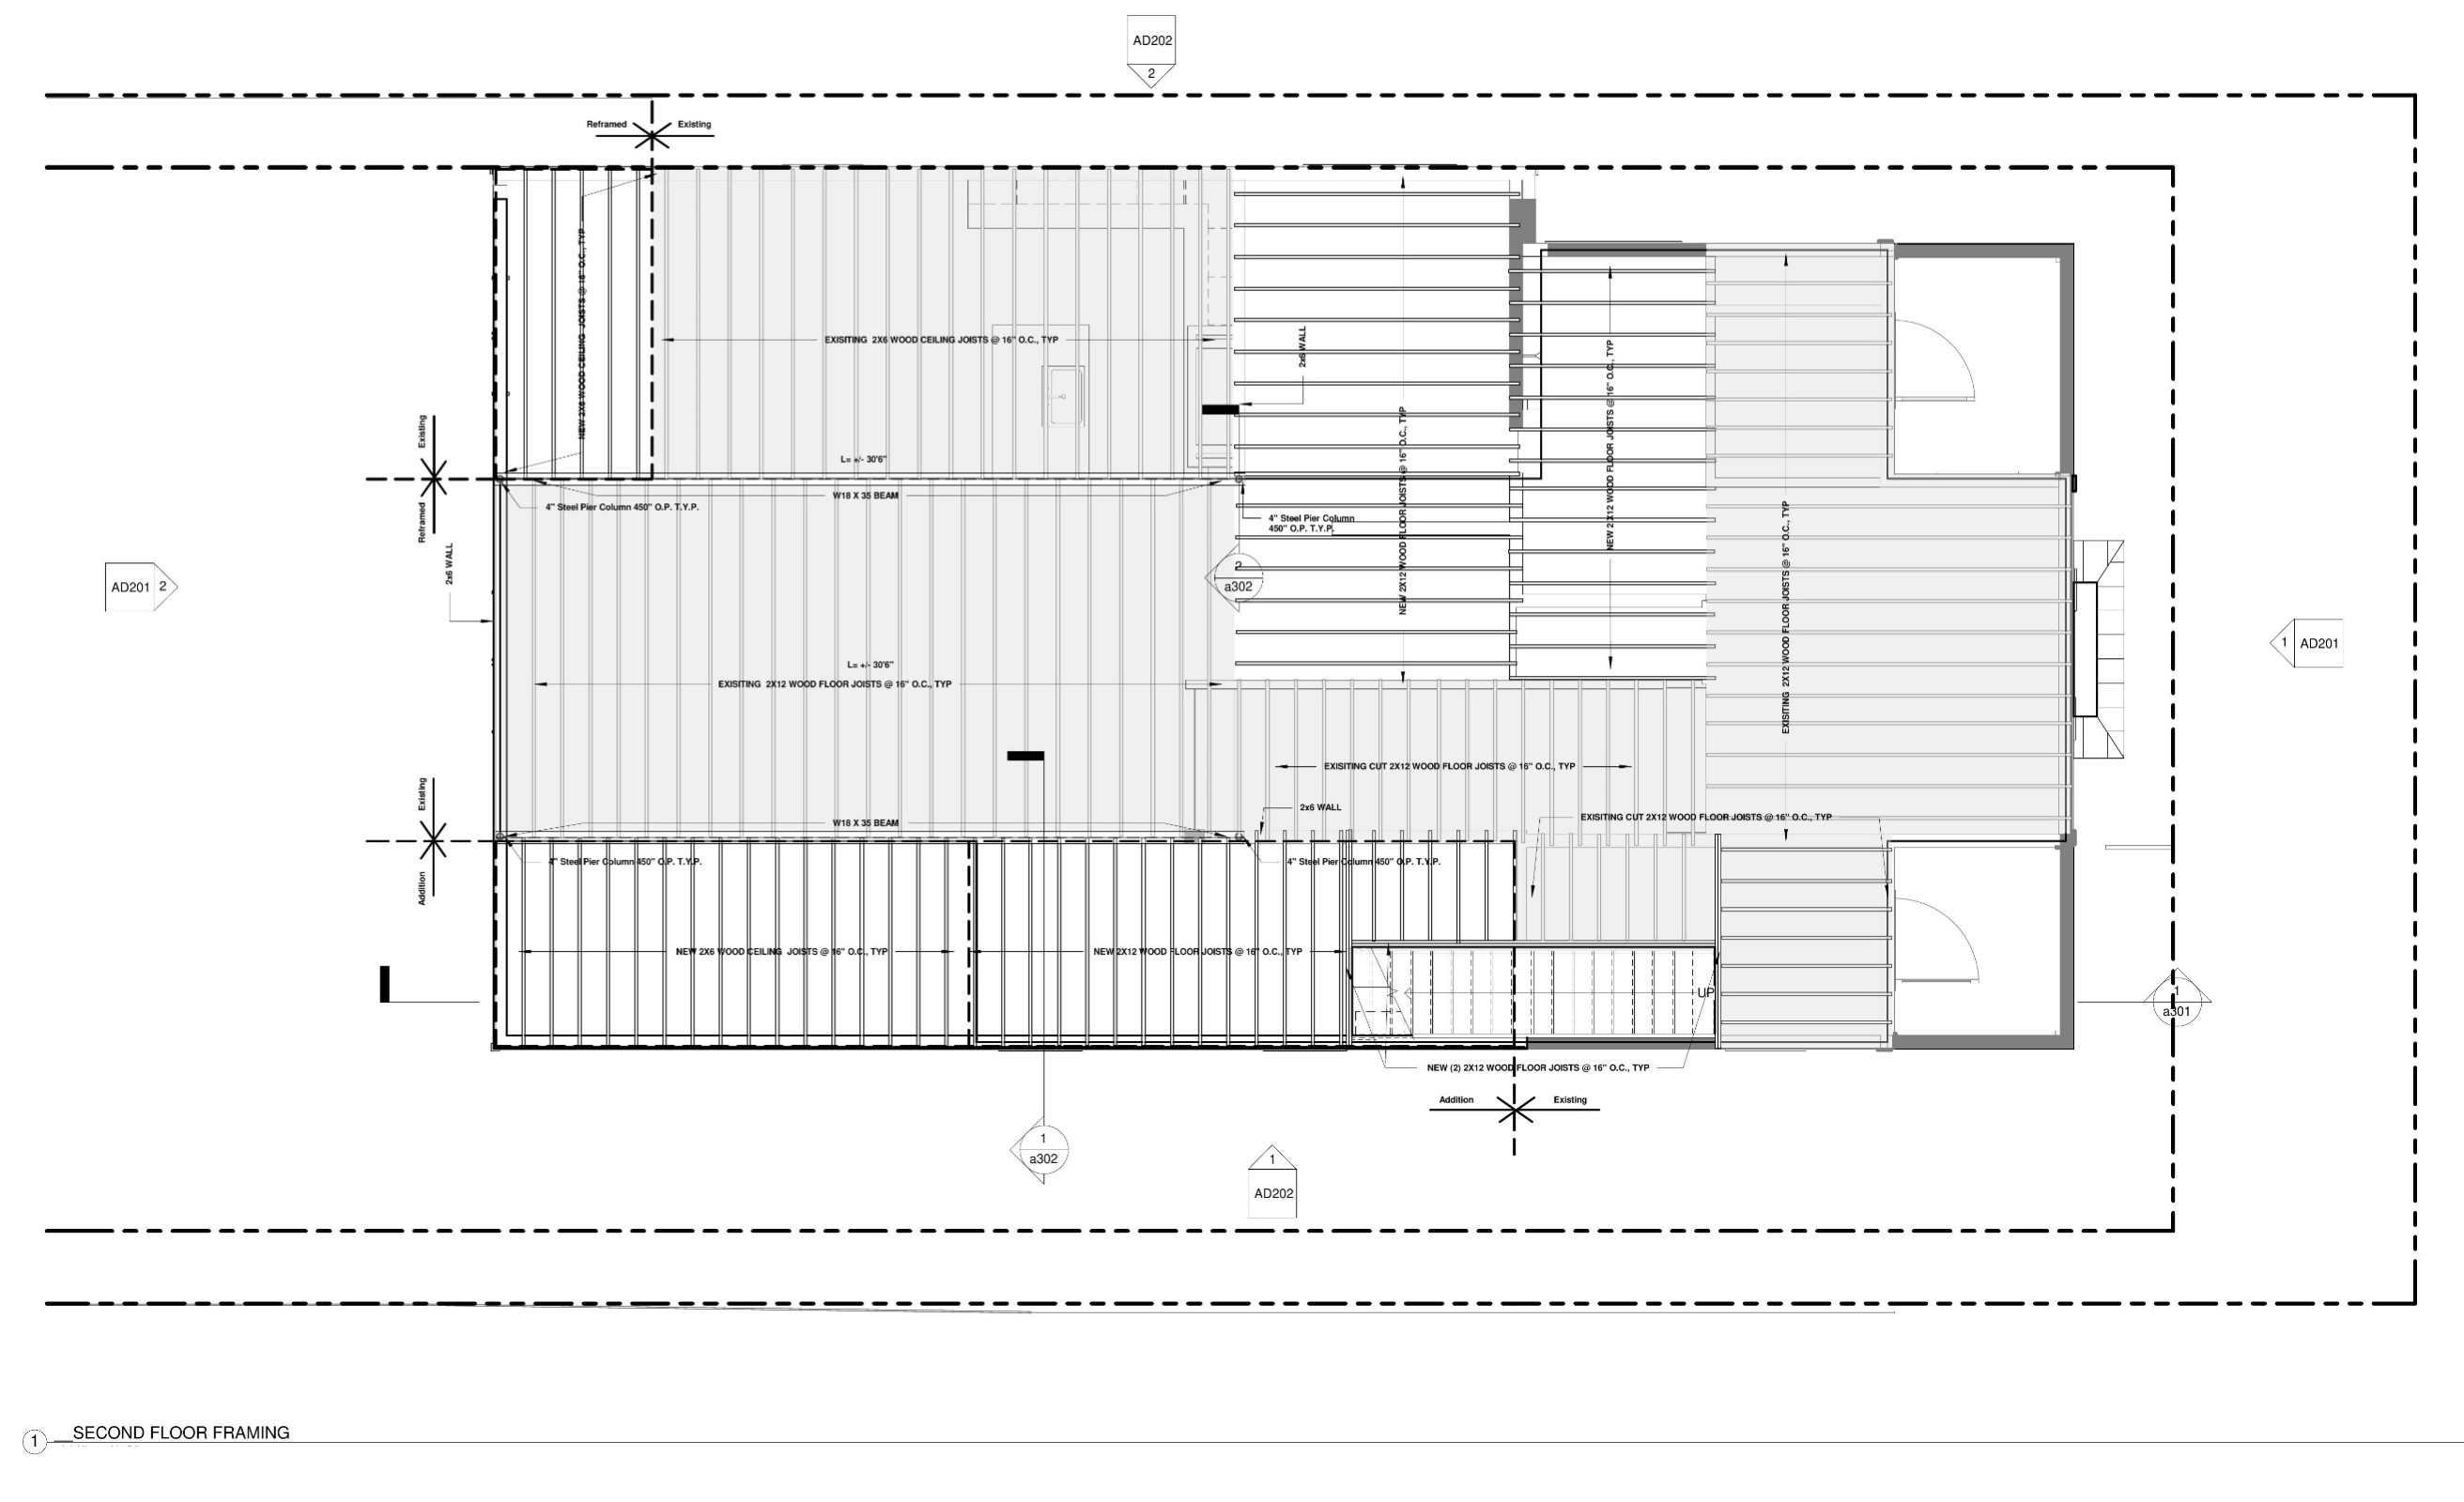 AD202
2
Reframed
Existing
NEW 2X6 WOOD CEILING JOISTS @ 16" O.C., TYP
EXISITING 2X6 WOOD CEILING JOISTS @ 16" O.C., TYP
2x6 WALL
NEW 2X12 WOOD FLOOR JOISTS @ 16" O.C., TYP
NEW 2X12 WOOD FLOOR JOISTS @ 16" O.C., TYP
EXISITING 2X12 WOOD FLOOR JOISTS @ 16" O.C., TYP
Existing
Reframed
L= +/- 30'6"
W18 X 35 BEAM
4" Steel Pier Column 450" O.P. T.Y.P.
4" Steel Pier Column
450" O.P. T.Y.P.
2x6 WALL
2
a302
AD201
2
1
AD201
L= +/- 30'6"
EXISITING 2X12 WOOD FLOOR JOISTS @ 16" O.C., TYP
EXISITING CUT 2X12 WOOD FLOOR JOISTS @ 16" O.C., TYP
2x6 WALL
EXISITING CUT 2X12 WOOD FLOOR JOISTS @ 16" O.C., TYP
Existing
Addition
W18 X 35 BEAM
4" Steel Pier Column 450" O.P. T.Y.P.
4" Steel Pier Column 450" O.P. T.Y.P.
NEW 2X6 WOOD CEILING JOISTS @ 16" O.C., TYP
NEW 2X12 WOOD FLOOR JOISTS @ 16" O.C., TYP
UP
1
a301
NEW (2) 2X12 WOOD FLOOR JOISTS @ 16" O.C., TYP
Addition
Existing
1
a302
1
AD202
1
SECOND FLOOR FRAMING